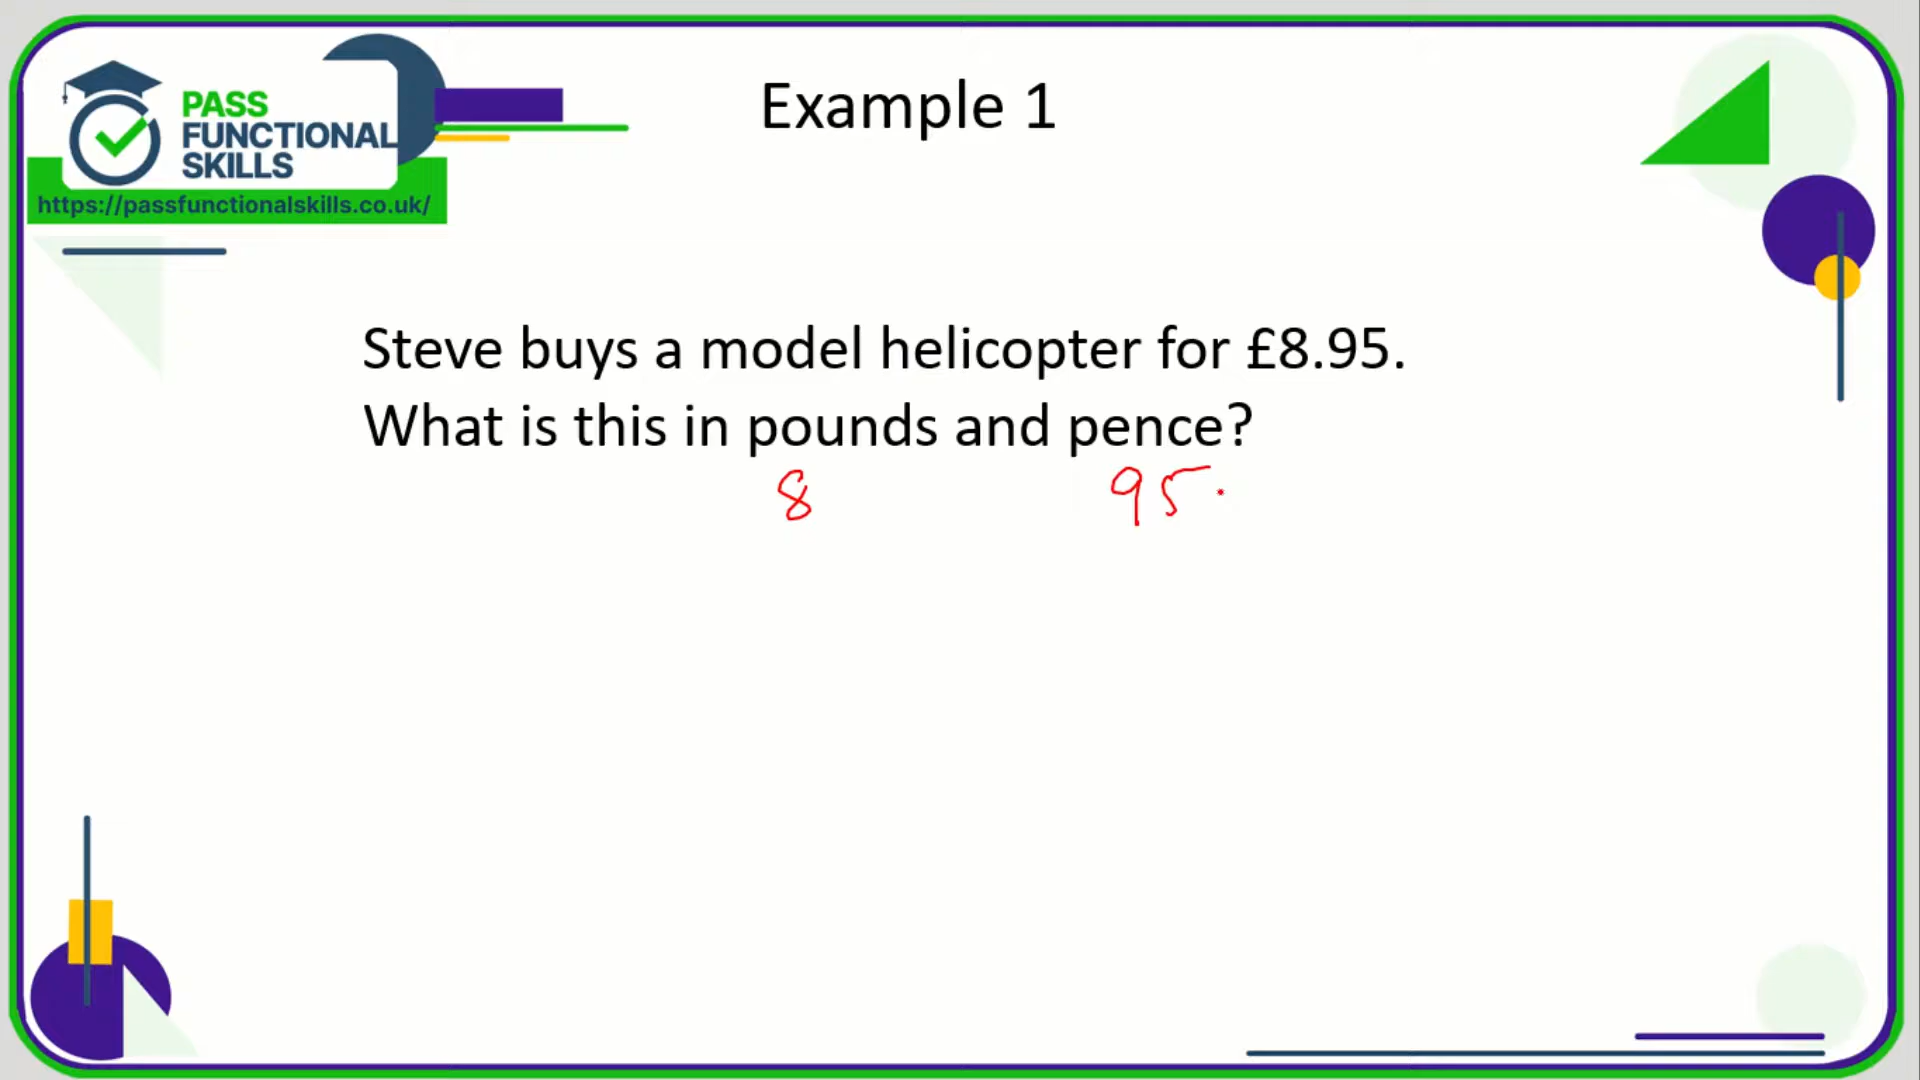 PASS
FUNCTIONAL
SKILLS
https://passfunctionalskills.co.uk/
Example 1
Steve buys a model helicopter for £8.95.
What is this in pounds and pence?
8 95